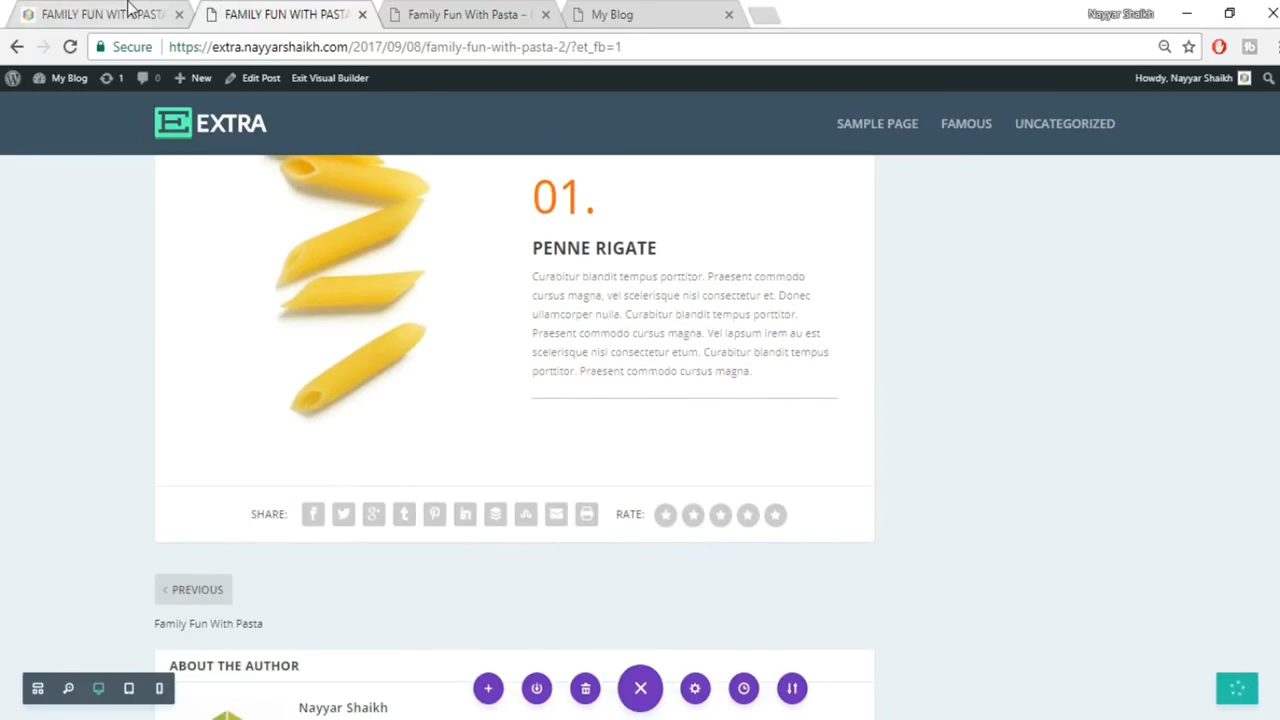 FAMILY FUN WITH PASTA
FAMILY FUN WITH PASTA
Family Fun With Pasta –
My Blog
Nayyar Shaikh
Secure
https://extra.nayyarshaikh.com/2017/09/08/family-fun-with-pasta-2/?et_fb=1
My Blog 1 0 New Edit Post Exit Visual Builder Howdy, Nayyar Shaikh
EXTRA
SAMPLE PAGE FAMOUS UNCATEGORIZED
01.
PENNE RIGATE
Curabitur blandit tempus porttitor. Praesent commodo
cursus magna, vel scelerisque nisl consectetur et. Donec
ullamcorper nulla. Curabitur blandit tempus porttitor.
Praesent commodo cursus magna. Vel lapsum irem au est
scelerisque nisi consectetur etum. Curabitur blandit tempus
porttitor. Praesent commodo cursus magna.
SHARE: RATE:
‹ PREVIOUS
Family Fun With Pasta
ABOUT THE AUTHOR
Nayyar Shaikh